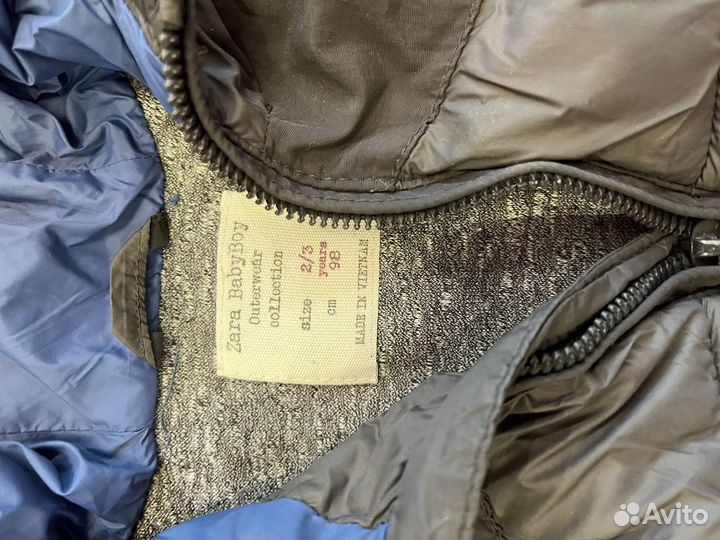 Zara BabyBoy
Outerwear
collection
size 2/3
years
cm 98
MADE IN VIETNAM
Avito